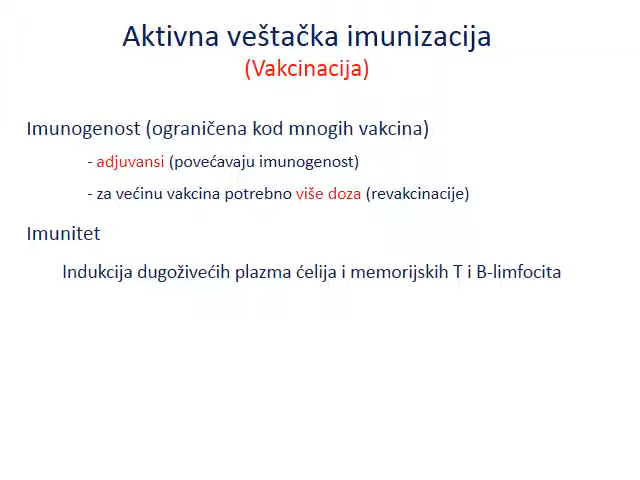 Aktivna veštačka imunizacija
(Vakcinacija)
Imunogenost (ograničena kod mnogih vakcina)
- adjuvansi (povećavaju imunogenost)
- za većinu vakcina potrebno više doza (revakcinacije)
Imunitet
Indukcija dugoživećih plazma ćelija i memorijskih T i B-limfocita